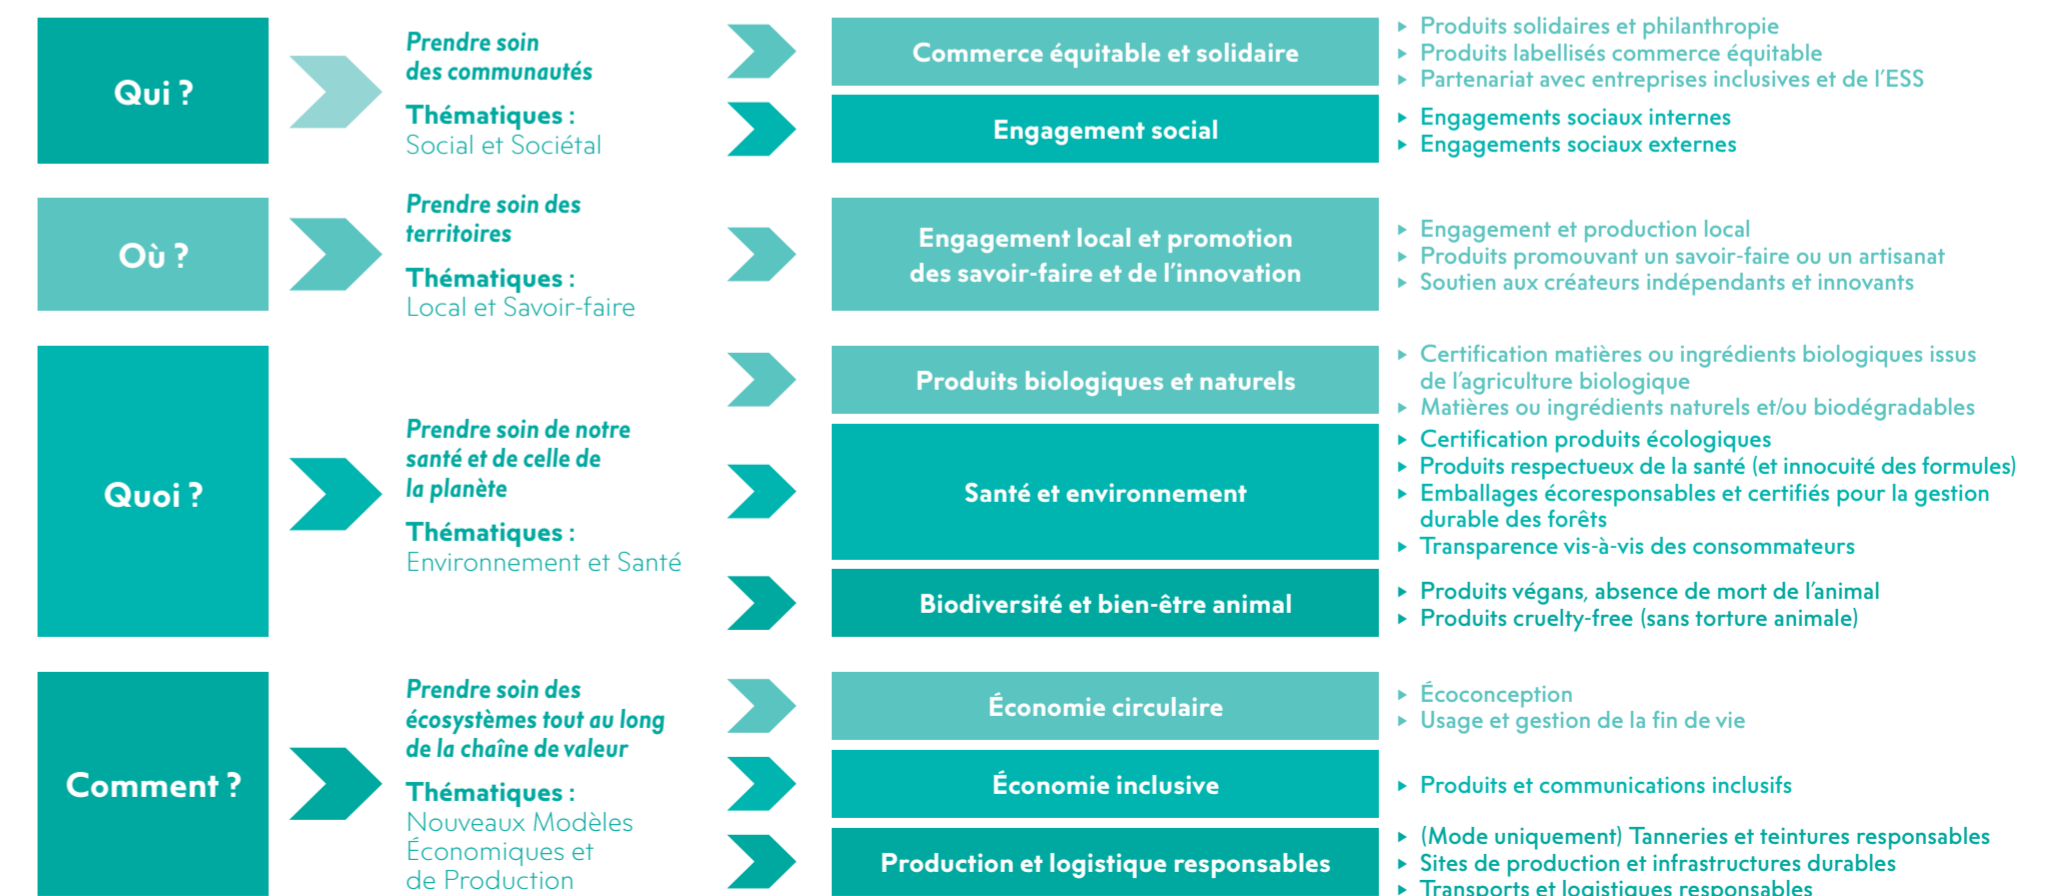 Qui ?
Prendre soin
des communautés
Thématiques :
Social et Sociétal
Commerce équitable et solidaire
▸ Produits solidaires et philanthropie
▸ Produits labellisés commerce équitable
▸ Partenariat avec entreprises inclusives et de l’ESS
Engagement social
▸ Engagements sociaux internes
▸ Engagements sociaux externes
Où ?
Prendre soin des
territoires
Thématiques :
Local et Savoir-faire
Engagement local et promotion
des savoir-faire et de l’innovation
▸ Engagement et production local
▸ Produits promouvant un savoir-faire ou un artisanat
▸ Soutien aux créateurs indépendants et innovants
Quoi ?
Prendre soin de notre
santé et de celle de
la planète
Thématiques :
Environnement et Santé
Produits biologiques et naturels
▸ Certification matières ou ingrédients biologiques issus
de l’agriculture biologique
▸ Matières ou ingrédients naturels et/ou biodégradables
Santé et environnement
▸ Certification produits écologiques
▸ Produits respectueux de la santé (et innocuité des formules)
▸ Emballages écoresponsables et certifiés pour la gestion
durable des forêts
▸ Transparence vis-à-vis des consommateurs
Biodiversité et bien-être animal
▸ Produits végans, absence de mort de l’animal
▸ Produits cruelty-free (sans torture animale)
Comment ?
Prendre soin des
écosystèmes tout au long
de la chaîne de valeur
Thématiques :
Nouveaux Modèles
Économiques et
de Production
Économie circulaire
▸ Écoconception
▸ Usage et gestion de la fin de vie
Économie inclusive
▸ Produits et communications inclusifs
Production et logistique responsables
▸ (Mode uniquement) Tanneries et teintures responsables
▸ Sites de production et infrastructures durables
▸ Transports et logistiques responsables